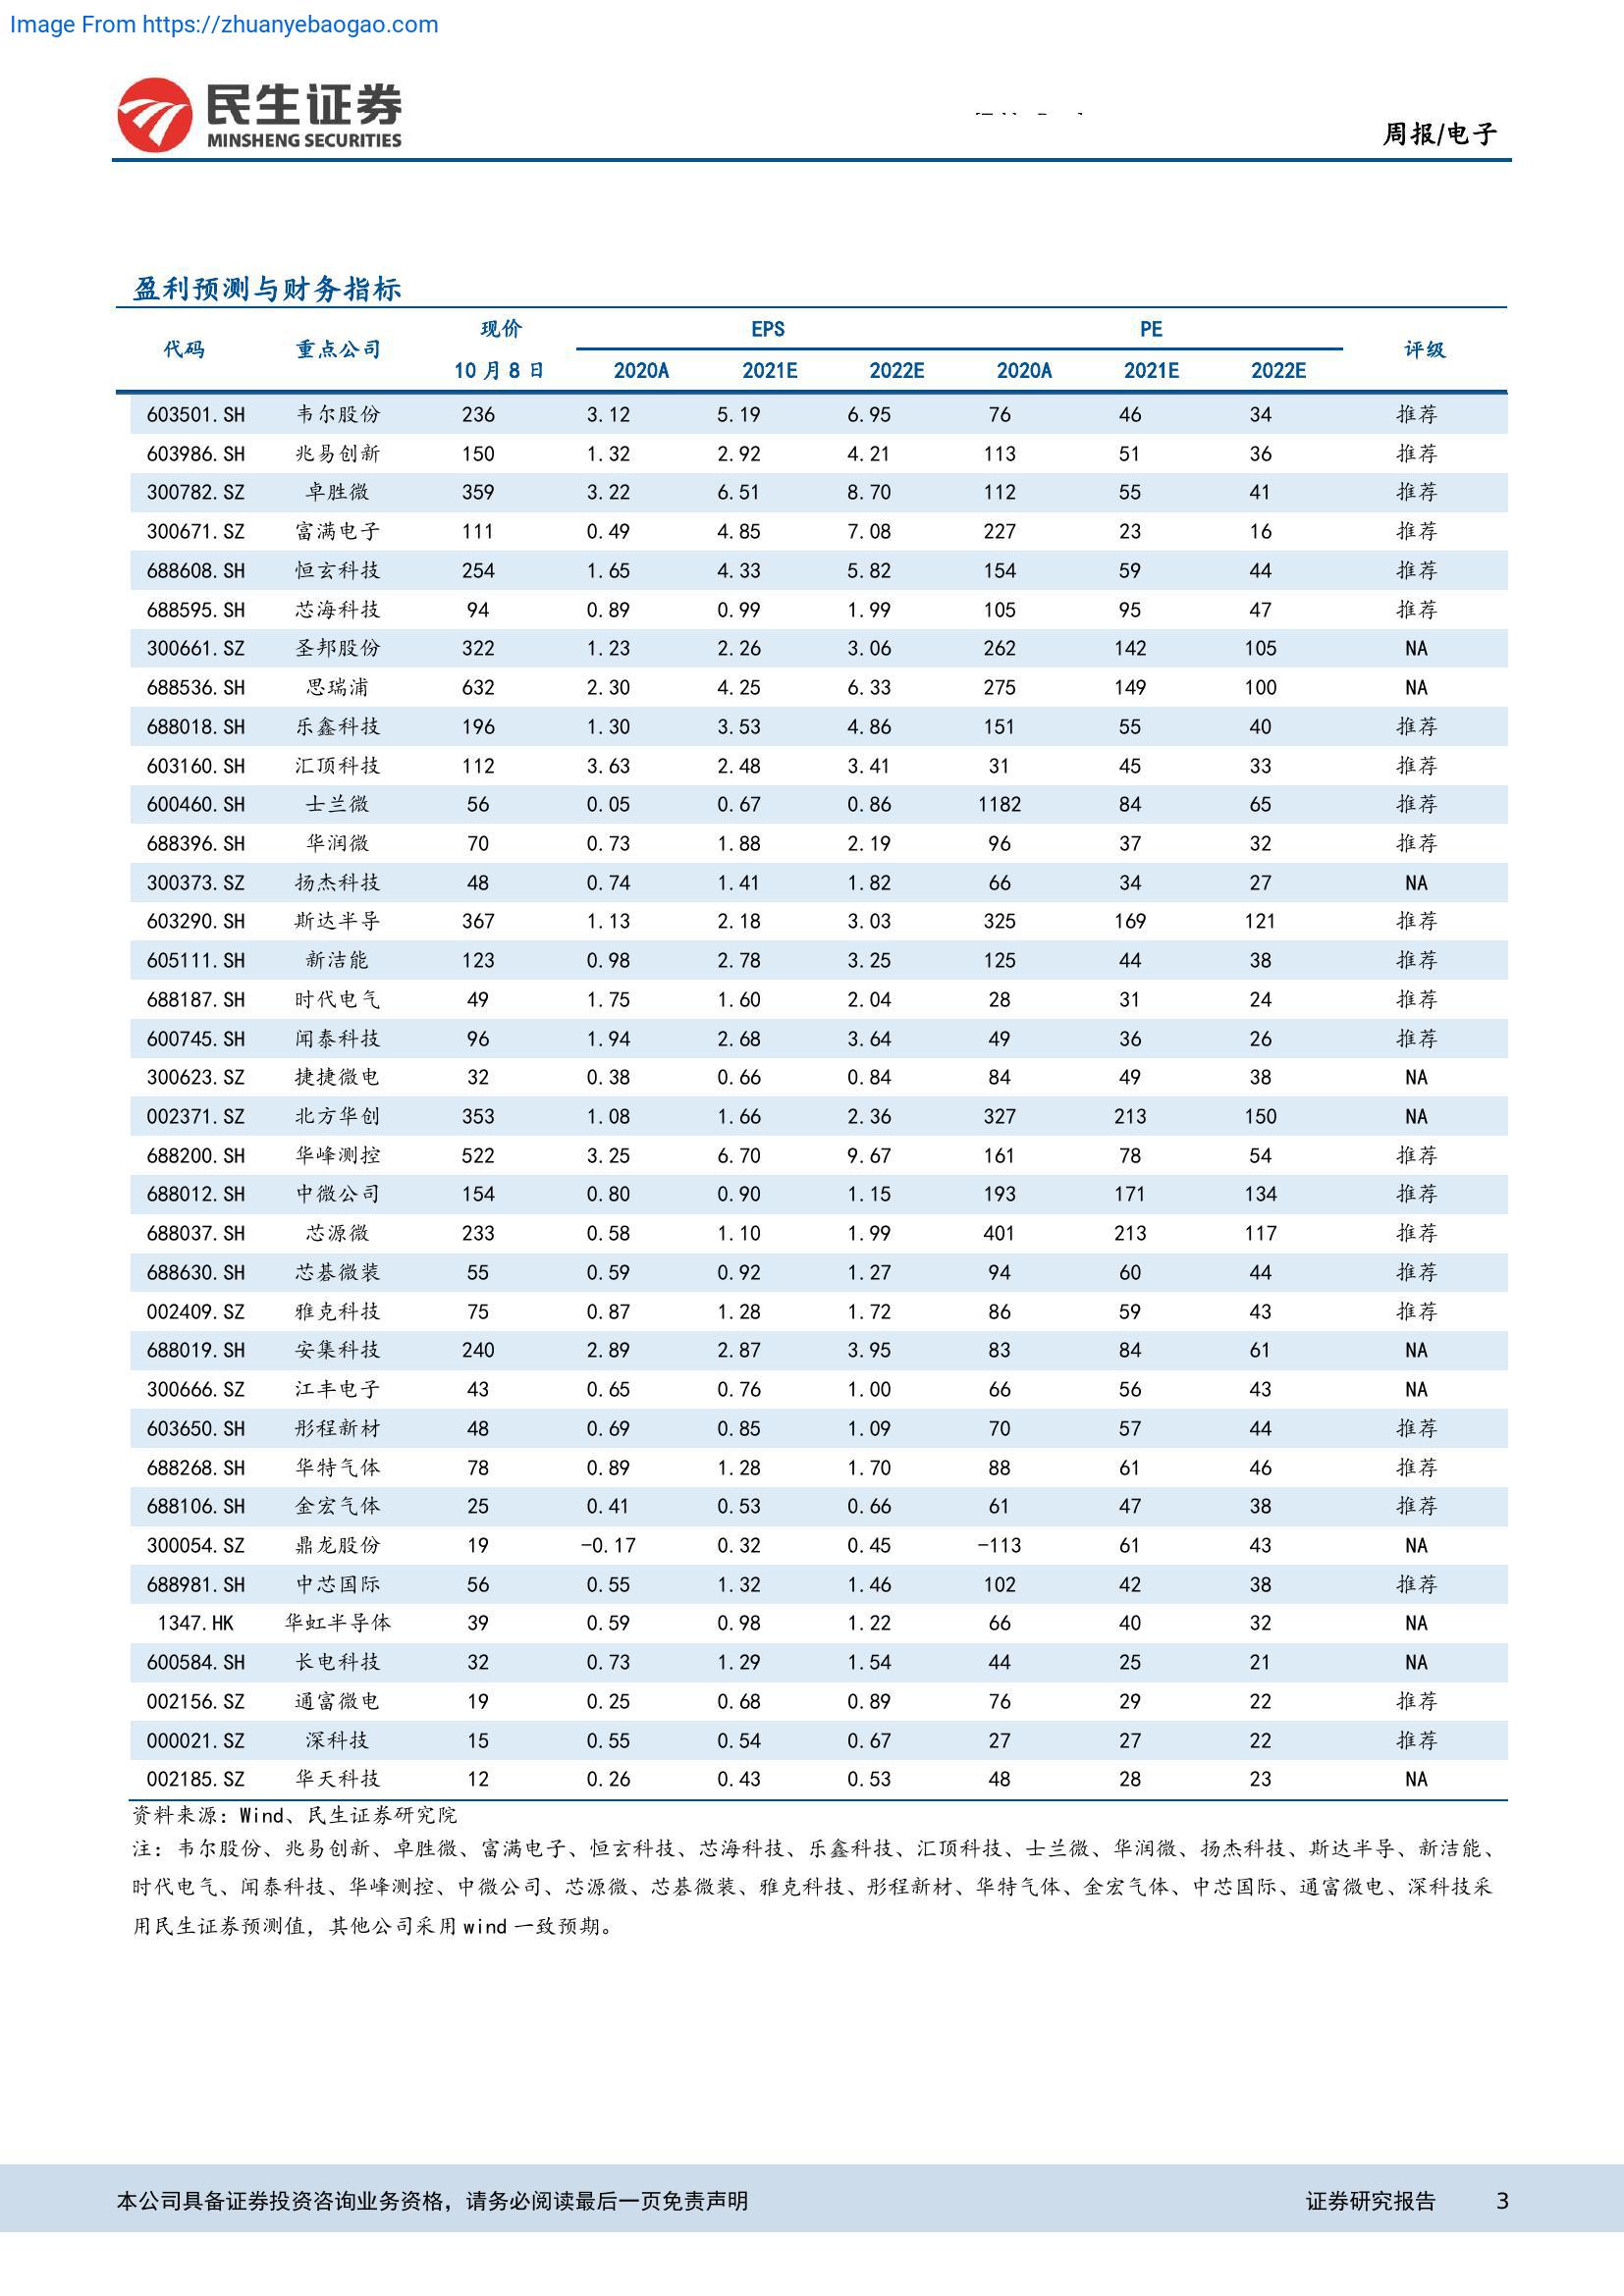 Image From https://zhuanyebaogao.com
民生证券
MINSHENG SECURITIES
周报/电子
盈利预测与财务指标
代码 重点公司 现价 EPS PE 评级
10 月 8 日 2020A 2021E 2022E 2020A 2021E 2022E
603501.SH 韦尔股份 236 3.12 5.19 6.95 76 46 34 推荐
603986.SH 兆易创新 150 1.32 2.92 4.21 113 51 36 推荐
300782.SZ 卓胜微 359 3.22 6.51 8.70 112 55 41 推荐
300671.SZ 富满电子 111 0.49 4.85 7.08 227 23 16 推荐
688608.SH 恒玄科技 254 1.65 4.33 5.82 154 59 44 推荐
688595.SH 芯海科技 94 0.89 0.99 1.99 105 95 47 推荐
300661.SZ 圣邦股份 322 1.23 2.26 3.06 262 142 105 NA
688536.SH 思瑞浦 632 2.30 4.25 6.33 275 149 100 NA
688018.SH 乐鑫科技 196 1.30 3.53 4.86 151 55 40 推荐
603160.SH 汇顶科技 112 3.63 2.48 3.41 31 45 33 推荐
600460.SH 士兰微 56 0.05 0.67 0.86 1182 84 65 推荐
688396.SH 华润微 70 0.73 1.88 2.19 96 37 32 推荐
300373.SZ 扬杰科技 48 0.74 1.41 1.82 66 34 27 NA
603290.SH 斯达半导 367 1.13 2.18 3.03 325 169 121 推荐
605111.SH 新洁能 123 0.98 2.78 3.25 125 44 38 推荐
688187.SH 时代电气 49 1.75 1.60 2.04 28 31 24 推荐
600745.SH 闻泰科技 96 1.94 2.68 3.64 49 36 26 推荐
300623.SZ 捷捷微电 32 0.38 0.66 0.84 84 49 38 NA
002371.SZ 北方华创 353 1.08 1.66 2.36 327 213 150 NA
688200.SH 华峰测控 522 3.25 6.70 9.67 161 78 54 推荐
688012.SH 中微公司 154 0.80 0.90 1.15 193 171 134 推荐
688037.SH 芯源微 233 0.58 1.10 1.99 401 213 117 推荐
688630.SH 芯碁微装 55 0.59 0.92 1.27 94 60 44 推荐
002409.SZ 雅克科技 75 0.87 1.28 1.72 86 59 43 推荐
688019.SH 安集科技 240 2.89 2.87 3.95 83 84 61 NA
300666.SZ 江丰电子 43 0.65 0.76 1.00 66 56 43 NA
603650.SH 彤程新材 48 0.69 0.85 1.09 70 57 44 推荐
688268.SH 华特气体 78 0.89 1.28 1.70 88 61 46 推荐
688106.SH 金宏气体 25 0.41 0.53 0.66 61 47 38 推荐
300054.SZ 鼎龙股份 19 -0.17 0.32 0.45 -113 61 43 NA
688981.SH 中芯国际 56 0.55 1.32 1.46 102 42 38 推荐
1347.HK 华虹半导体 39 0.59 0.98 1.22 66 40 32 NA
600584.SH 长电科技 32 0.73 1.29 1.54 44 25 21 NA
002156.SZ 通富微电 19 0.25 0.68 0.89 76 29 22 推荐
000021.SZ 深科技 15 0.55 0.54 0.67 27 27 22 推荐
002185.SZ 华天科技 12 0.26 0.43 0.53 48 28 23 NA
资料来源：Wind、民生证券研究院
注：韦尔股份、兆易创新、卓胜微、富满电子、恒玄科技、芯海科技、乐鑫科技、汇顶科技、士兰微、华润微、扬杰科技、斯达半导、新洁能、
时代电气、闻泰科技、华峰测控、中微公司、芯源微、芯碁微装、雅克科技、彤程新材、华特气体、金宏气体、中芯国际、通富微电、深科技采
用民生证券预测值，其他公司采用 wind 一致预期。
本公司具备证券投资咨询业务资格，请务必阅读最后一页免责声明 证券研究报告 3